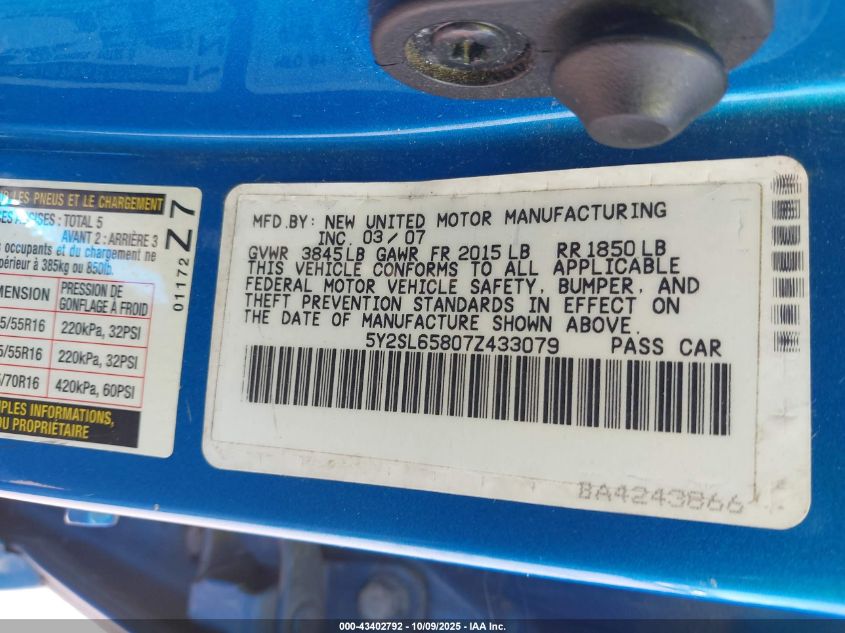 LES PNEUS ET LE CHARGEMENT
TOTAL 5
AVANT 2 : ARRIÈRE 3
occupants et du chargement ne
à 385kg ou 850lb.
PRESSION DE
GONFLAGE À FROID
5/55R16 220kPa, 32PSI
5/55R16 220kPa, 32PSI
/70R16 420kPa, 60PSI
INFORMATIONS,
DU PROPRIÉTAIRE
01172 Z7
MFD.BY: NEW UNITED MOTOR MANUFACTURING
INC. 03/07
GVWR 3845LB GAWR FR 2015LB RR 1850LB
THIS VEHICLE CONFORMS TO ALL APPLICABLE
FEDERAL MOTOR VEHICLE SAFETY, BUMPER, AND
THEFT PREVENTION STANDARDS IN EFFECT ON
THE DATE OF MANUFACTURE SHOWN ABOVE.
5Y2SL65807Z433079 PASS CAR
BA4243866
000-43402792 - 10/09/2025 - IAA Inc.